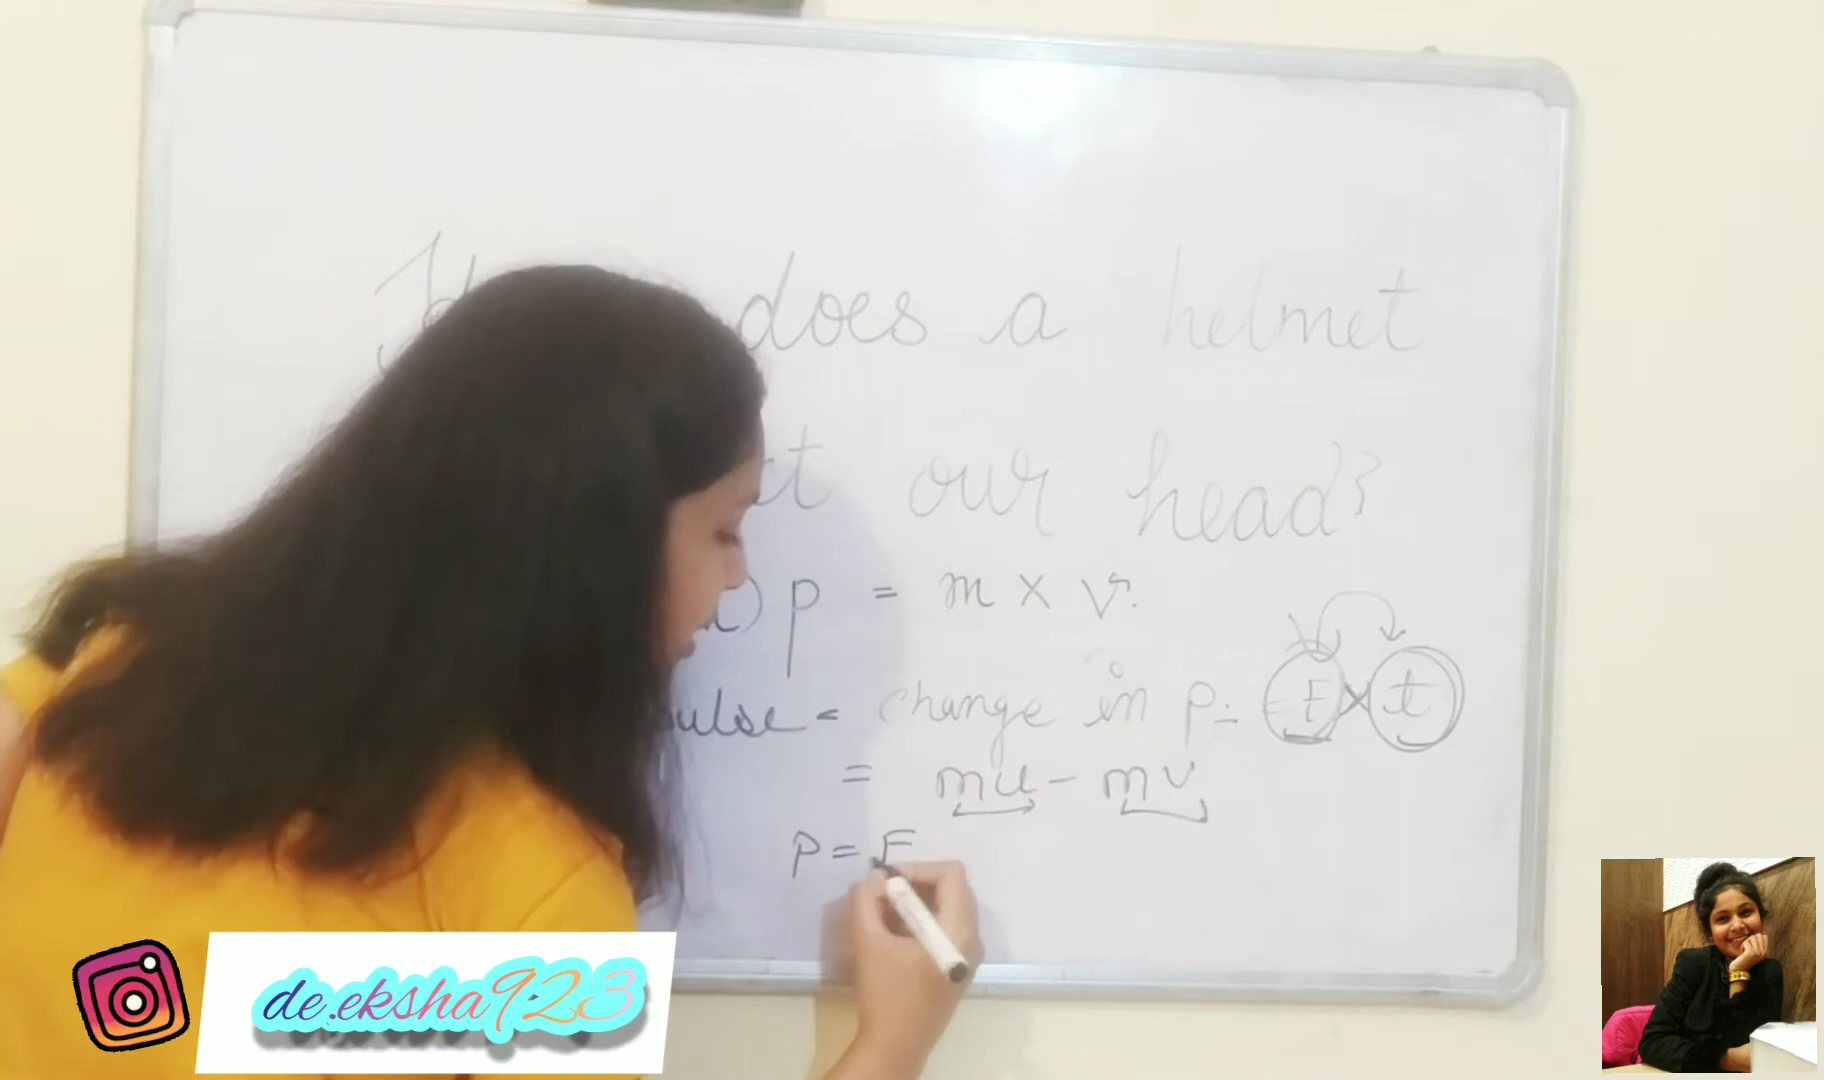 does a helmet
our head?
p = m x v.
change in p = F x t
= mu - mv
P = F
de.eksha923